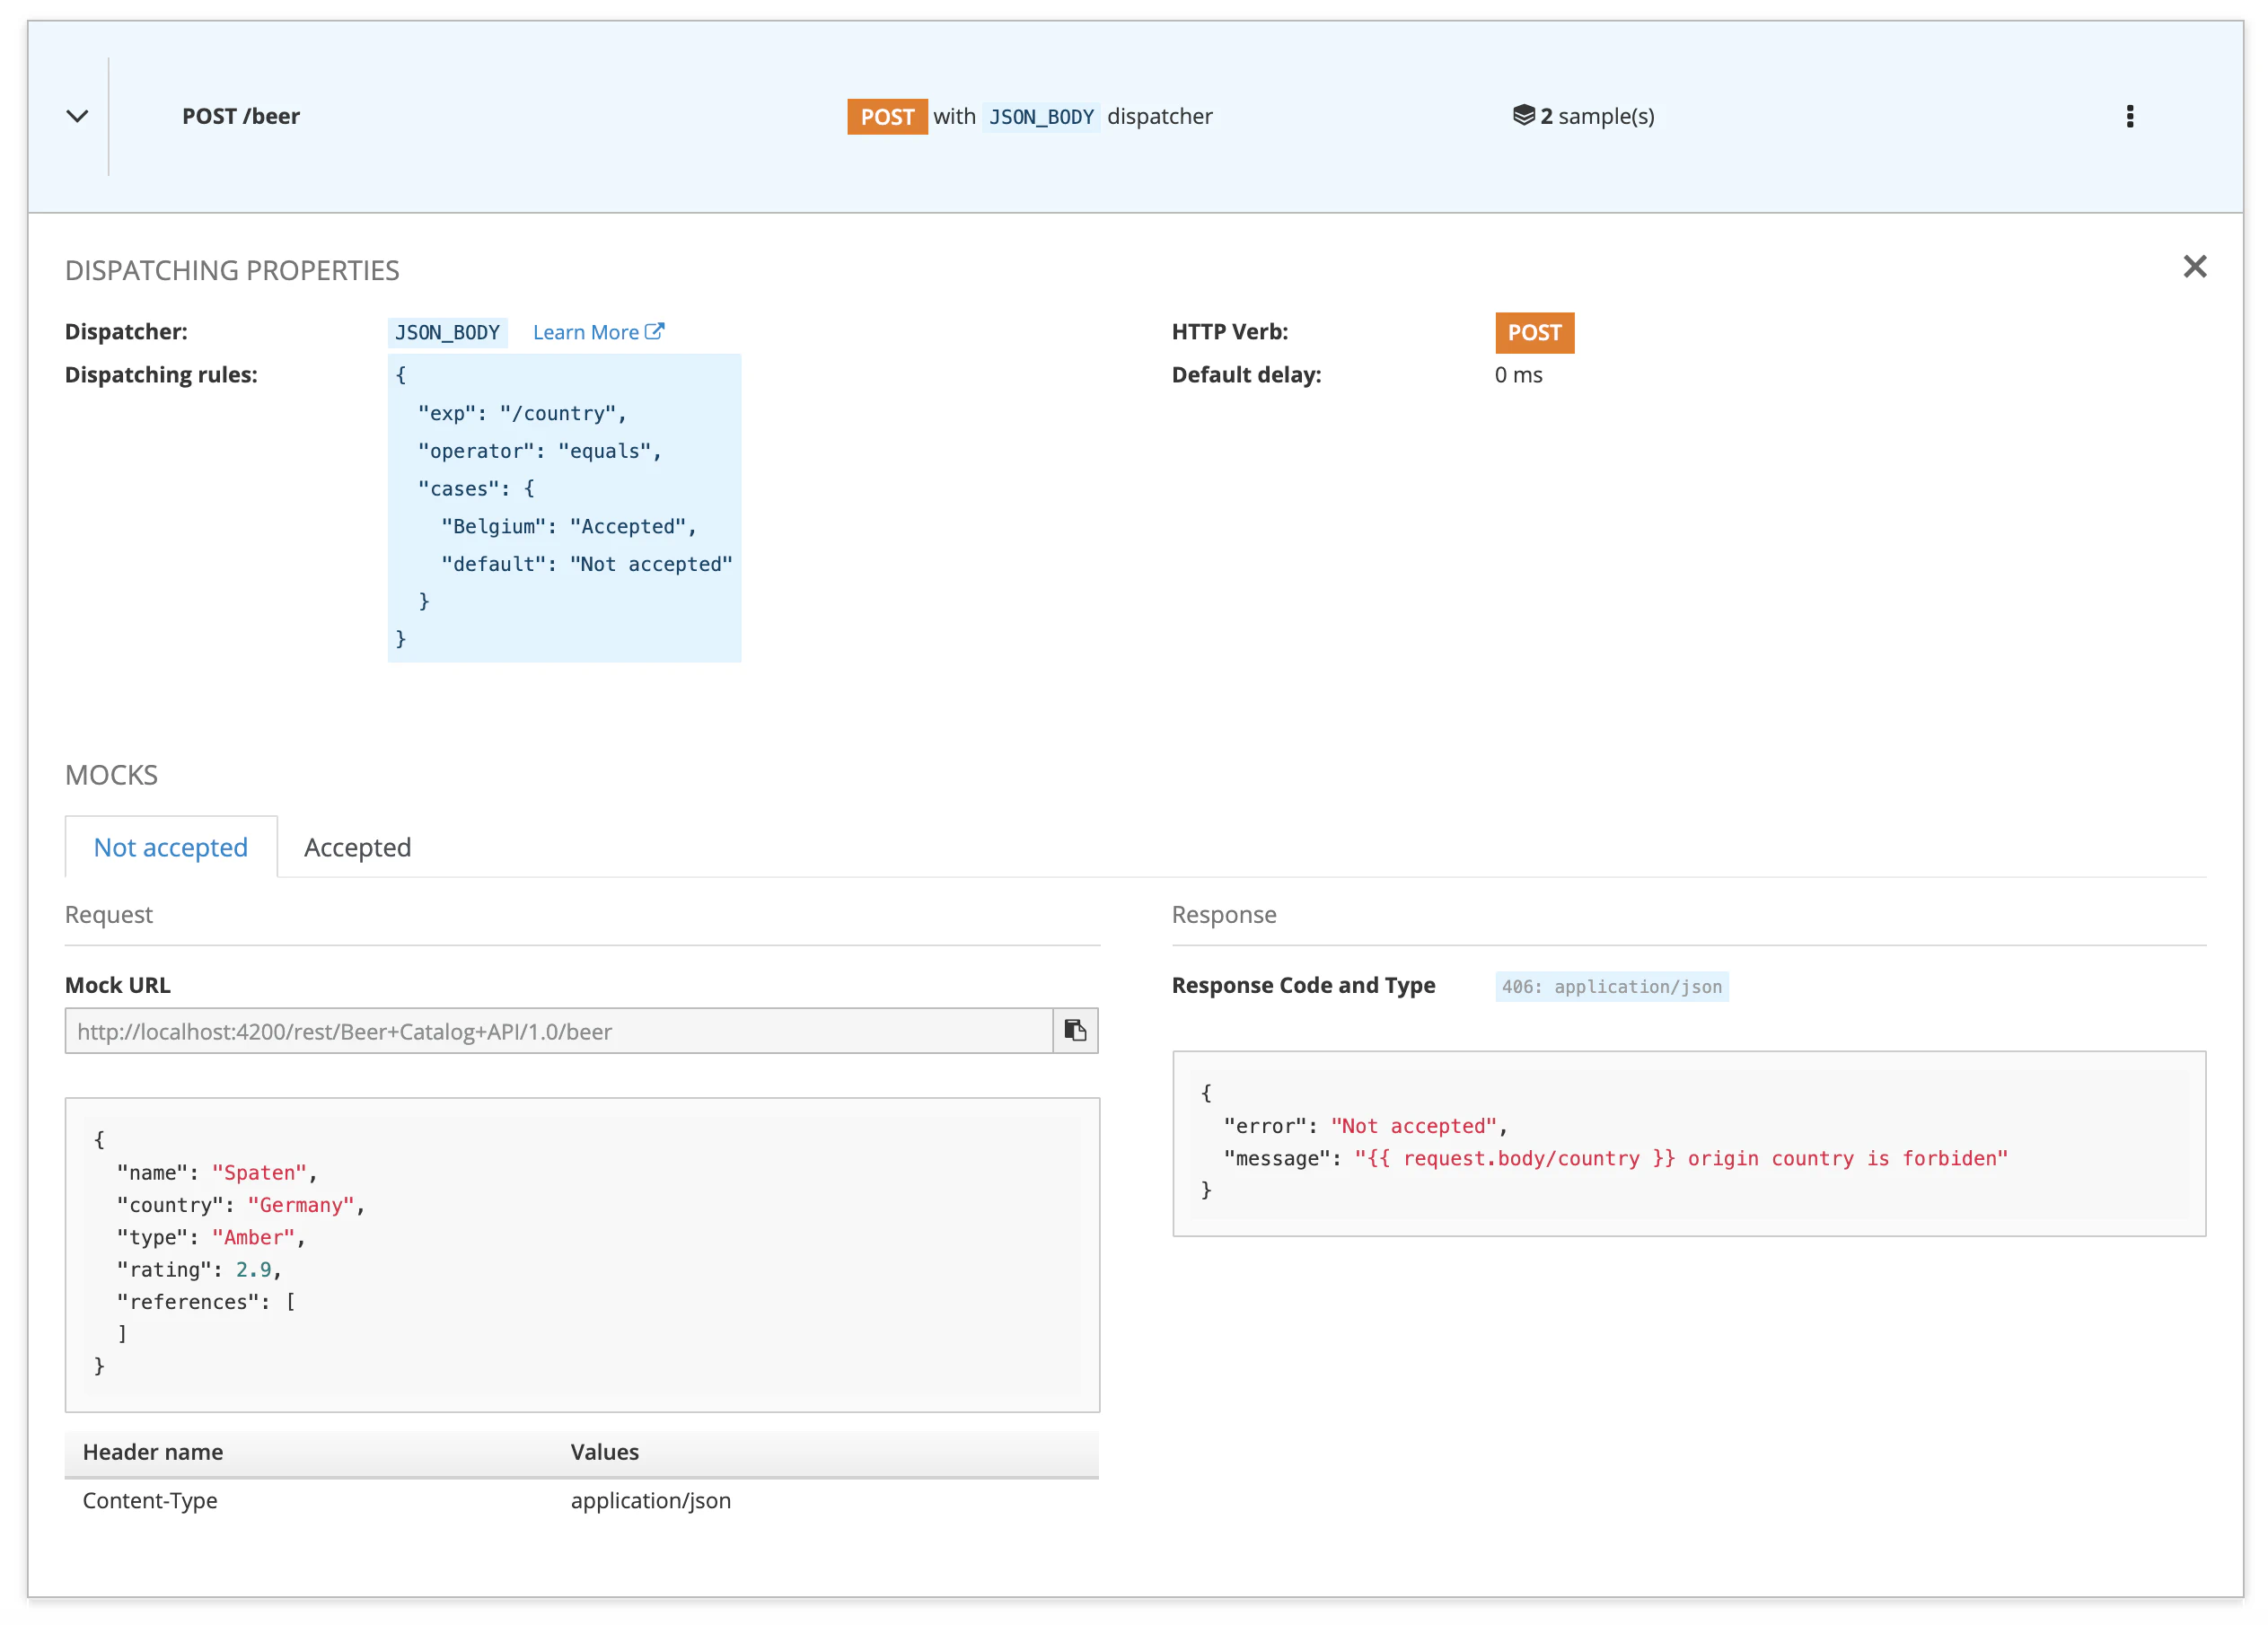 POST /beer
POST with JSON_BODY dispatcher
2 sample(s)
DISPATCHING PROPERTIES
Dispatcher: JSON_BODY Learn More
Dispatching rules:
{
"exp": "/country",
"operator": "equals",
"cases": {
"Belgium": "Accepted",
"default": "Not accepted"
}
}
HTTP Verb: POST
Default delay: 0 ms
MOCKS
Not accepted Accepted
Request
Mock URL
http://localhost:4200/rest/Beer+Catalog+API/1.0/beer
{
"name": "Spaten",
"country": "Germany",
"type": "Amber",
"rating": 2.9,
"references": [
]
}
Header name Values
Content-Type application/json
Response
Response Code and Type 406: application/json
{
"error": "Not accepted",
"message": "{{ request.body/country }} origin country is forbiden"
}